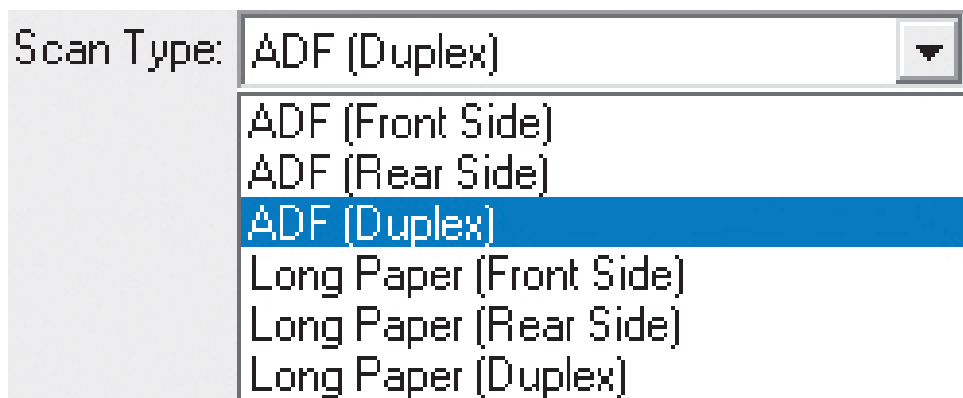 Scan Type: ADF (Duplex)
ADF (Front Side)
ADF (Rear Side)
ADF (Duplex)
Long Paper (Front Side)
Long Paper (Rear Side)
Long Paper (Duplex)